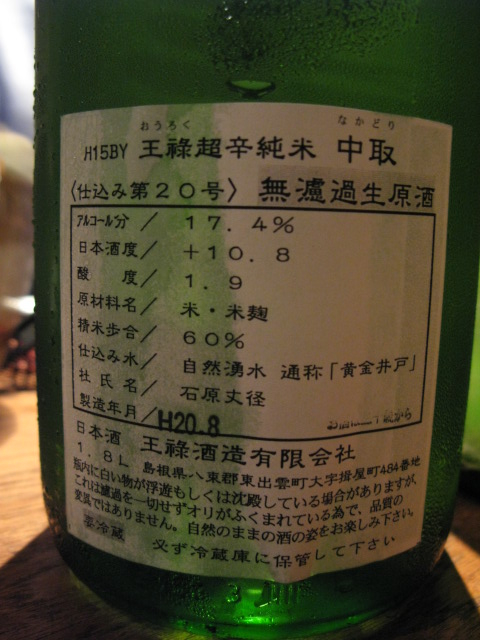 おうろく なかどり
H15BY 王祿超辛純米 中取
〈仕込み第20号〉 無濾過生原酒
アルコール分／ 17.4%
日本酒度／ +10.8
酸 度／ 1.9
原材料名／ 米・米麹
精米歩合／ 60%
仕込み水／ 自然湧水 通称「黄金井戸」
杜氏名／ 石原丈径
製造年月／H20.8
から
日本酒 王祿酒造有限会社
1.8L 島根県八束郡東出雲町大字揖屋町484番地
瓶内に白い物が浮遊もしくは沈殿している場合がありますが、
これは濾過を一切せずオリがふくまれている為で、品質の
変異ではありません。自然のままの酒の姿をお楽しみ下さい。
要冷蔵 必ず冷蔵庫に保管して下さい
3